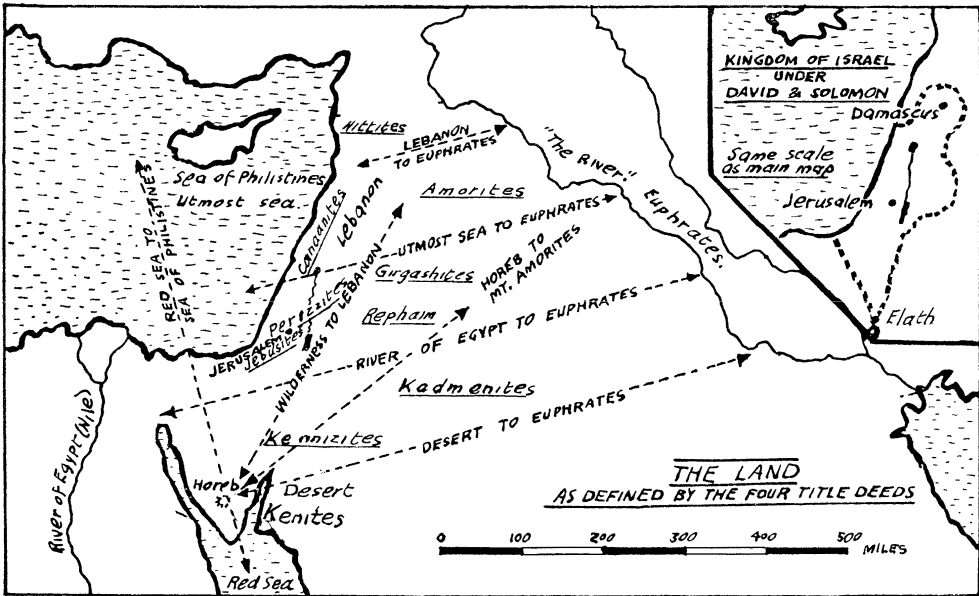 Hittites
LEBANON
TO EUPHRATES
"The River" Euphrates.
Sea of Philistines
Utmost sea.
Amorites
RED SEA TO
SEA OF PHILISTINES
Canaanites
Lebanon
UTMOST SEA TO EUPHRATES
Girgashites
HOREB TO
MT. AMORITES
WILDERNESS TO LEBANON
Perezzites
Rephaim
JERUSALEM
Jebusites
RIVER OF EGYPT TO EUPHRATES
Kadmenites
Kennizites
DESERT TO EUPHRATES
River of Egypt (Nile)
Horeb
Desert
Kenites
Red Sea
THE LAND
AS DEFINED BY THE FOUR TITLE DEEDS
0 100 200 300 400 500
MILES
KINGDOM OF ISRAEL
UNDER
DAVID & SOLOMON
Damascus
Same scale
as main map
Jerusalem
Elath